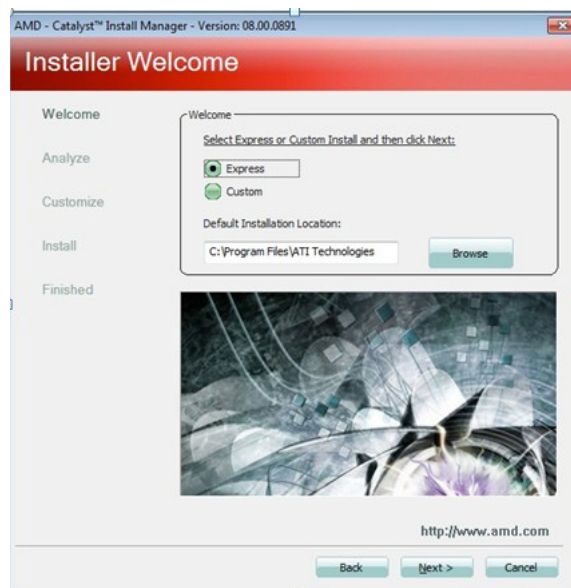 AMD - Catalyst™ Install Manager - Version: 08.00.0891
Installer Welcome
Welcome
Analyze
Customize
Install
Finished
Welcome
Select Express or Custom Install and then click Next:
Express
Custom
Default Installation Location:
C:\Program Files\ATI Technologies
Browse
http://www.amd.com
Back
Next >
Cancel